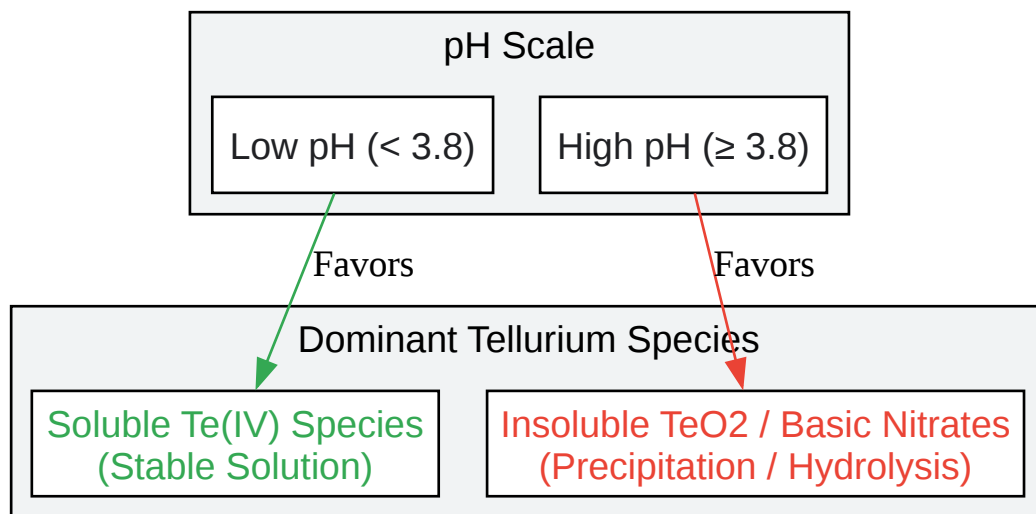 pH Scale
Low pH (< 3.8)
High pH (≥ 3.8)
Favors
Favors
Dominant Tellurium Species
Soluble Te(IV) Species
(Stable Solution)
Insoluble TeO2 / Basic Nitrates
(Precipitation / Hydrolysis)